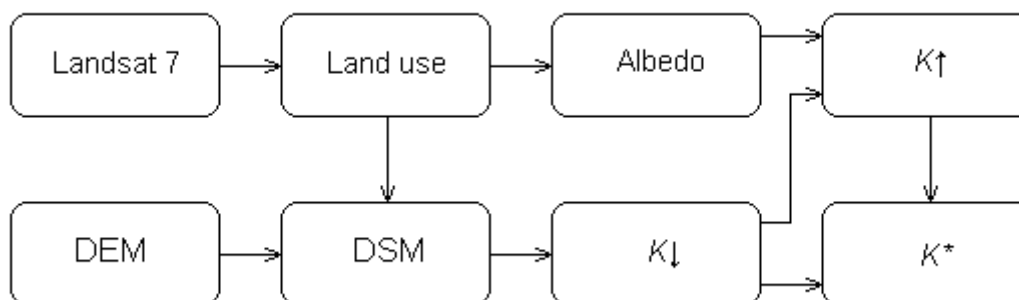 Landsat 7
Land use
Albedo
K↑
DEM
DSM
K↓
K*